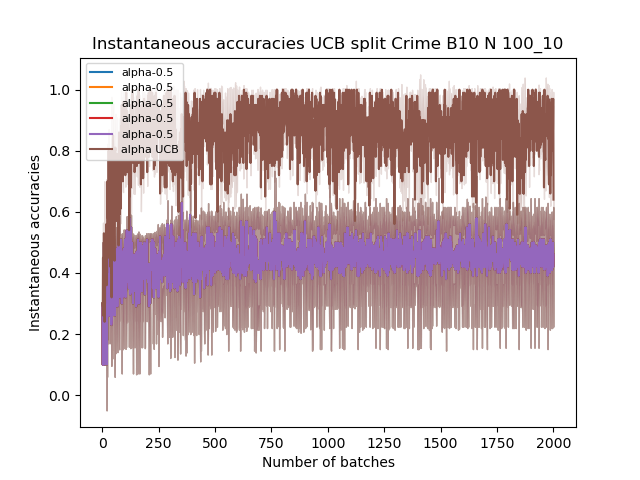 Instantaneous accuracies UCB split Crime B10 N 100_10
alpha-0.5
alpha-0.5
alpha-0.5
alpha-0.5
alpha-0.5
alpha UCB
1.0
0.8
0.6
0.4
0.2
0.0
Instantaneous accuracies
0 250 500 750 1000 1250 1500 1750 2000
Number of batches